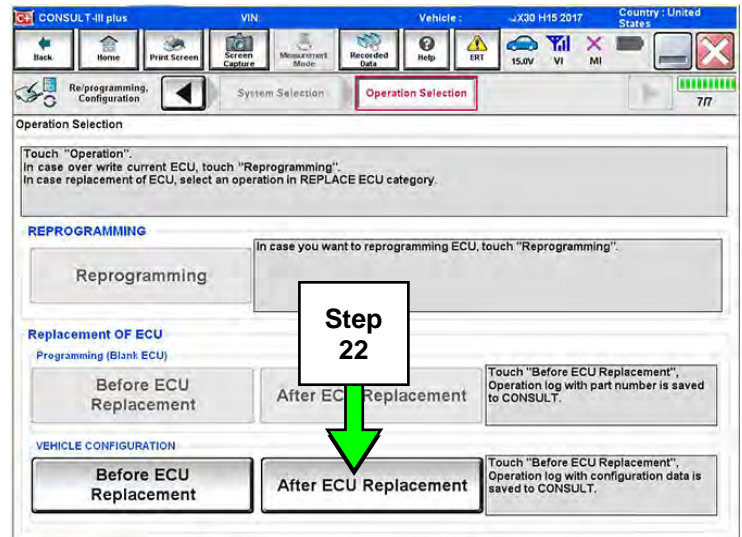 C+ CONSULT-III plus VIN: Vehicle : QX30 H15 2017 Country : United States
Back Home Print Screen Screen Capture Measurement Mode Recorded Data Help ERT 15.0V VI MI
Re/programming, Configuration System Selection Operation Selection 7/7
Operation Selection
Touch "Operation".
In case over write current ECU, touch "Reprogramming".
In case replacement of ECU, select an operation in REPLACE ECU category.
REPROGRAMMING
Reprogramming
In case you want to reprogramming ECU, touch "Reprogramming".
Step
22
Replacement OF ECU
Programming (Blank ECU)
Before ECU
Replacement
After EC Replacement
Touch "Before ECU Replacement",
Operation log with part number is saved
to CONSULT.
VEHICLE CONFIGURATION
Before ECU
Replacement
After ECU Replacement
Touch "Before ECU Replacement",
Operation log with configuration data is
saved to CONSULT.